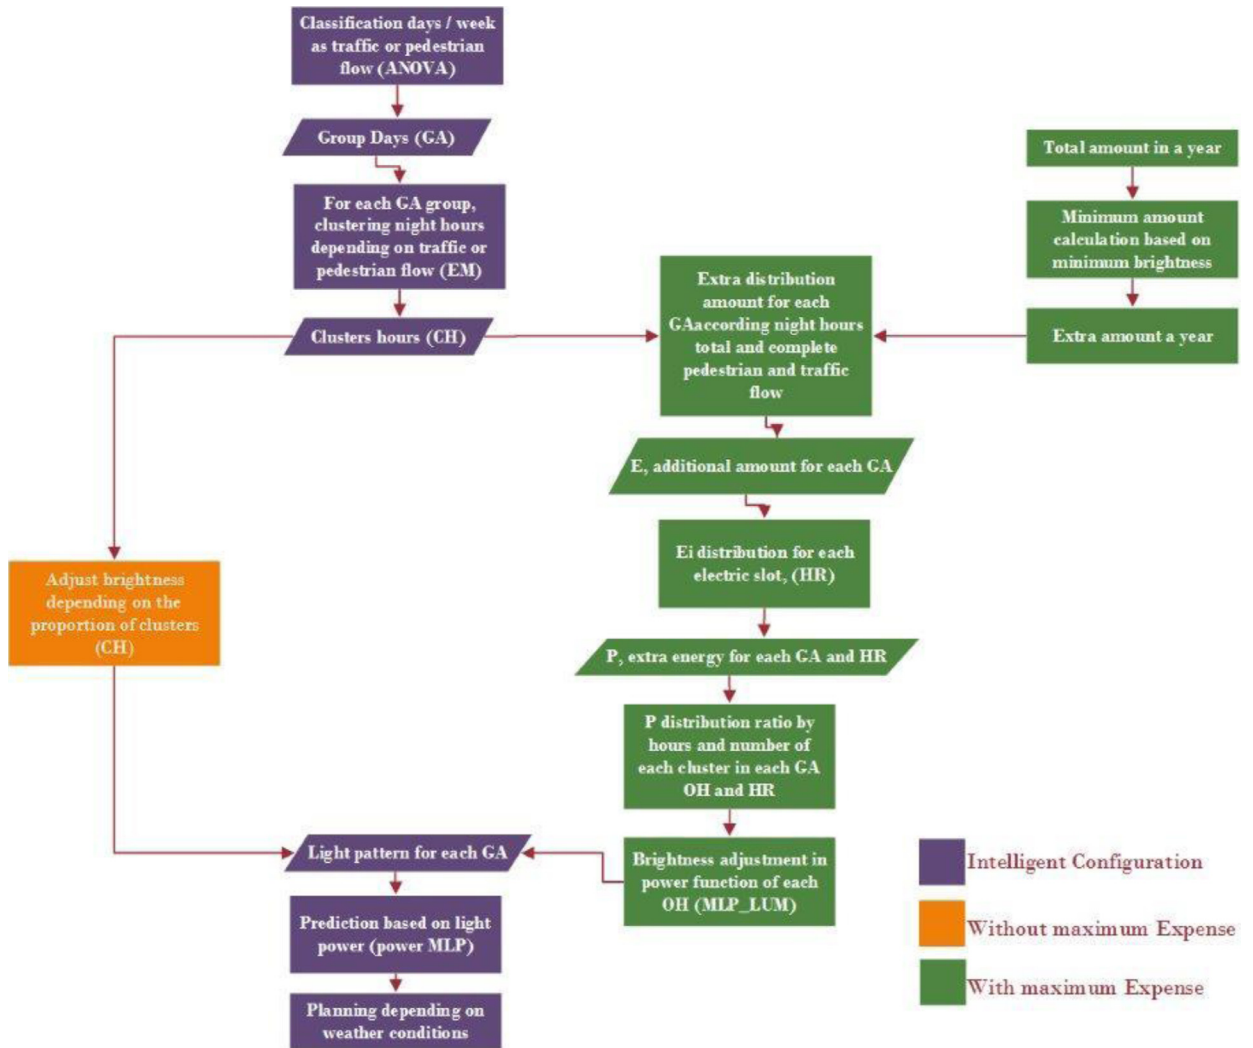 Classification days / week
as traffic or pedestrian
flow (ANOVA)
Group Days (GA)
For each GA group,
clustering night hours
depending on traffic or
pedestrian flow (EM)
Clusters hours (CH)
Total amount in a year
Minimum amount
calculation based on
minimum brightness
Extra amount a year
Extra distribution
amount for each
GAaccording night hours
total and complete
pedestrian and traffic
flow
E, additional amount for each GA
Ei distribution for each
electric slot, (HR)
P, extra energy for each GA and HR
P distribution ratio by
hours and number of
each cluster in each GA
OH and HR
Brightness adjustment in
power function of each
OH (MLP_LUM)
Adjust brightness
depending on the
proportion of clusters
(CH)
Light pattern for each GA
Prediction based on light
power (power MLP)
Planning depending on
weather conditions
Intelligent Configuration
Without maximum Expense
With maximum Expense